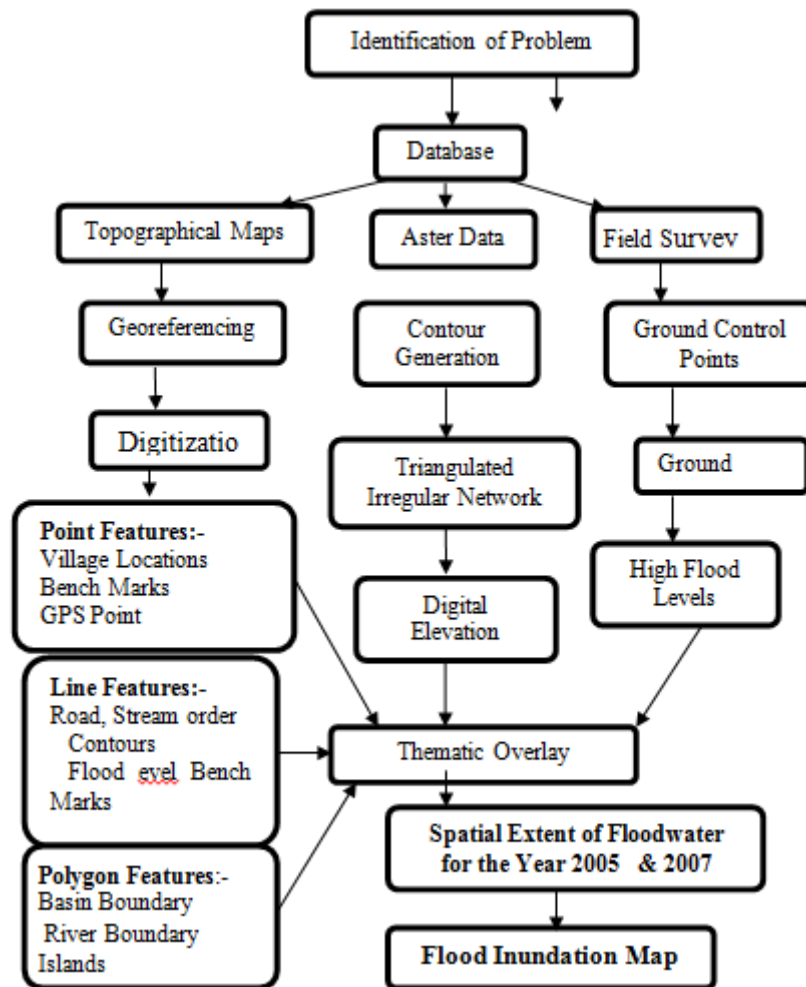 Identification of Problem
Database
Topographical Maps
Aster Data
Field Survev
Georeferencing
Contour
Generation
Ground Control
Points
Digitizatio
Triangulated
Irregular Network
Ground
Point Features:-
Village Locations
Bench Marks
GPS Point
Digital
Elevation
High Flood
Levels
Line Features:-
Road, Stream order
Contours
Flood evel Bench
Marks
Thematic Overlay
Spatial Extent of Floodwater
for the Year 2005 & 2007
Polygon Features:-
Basin Boundary
River Boundary
Islands
Flood Inundation Map